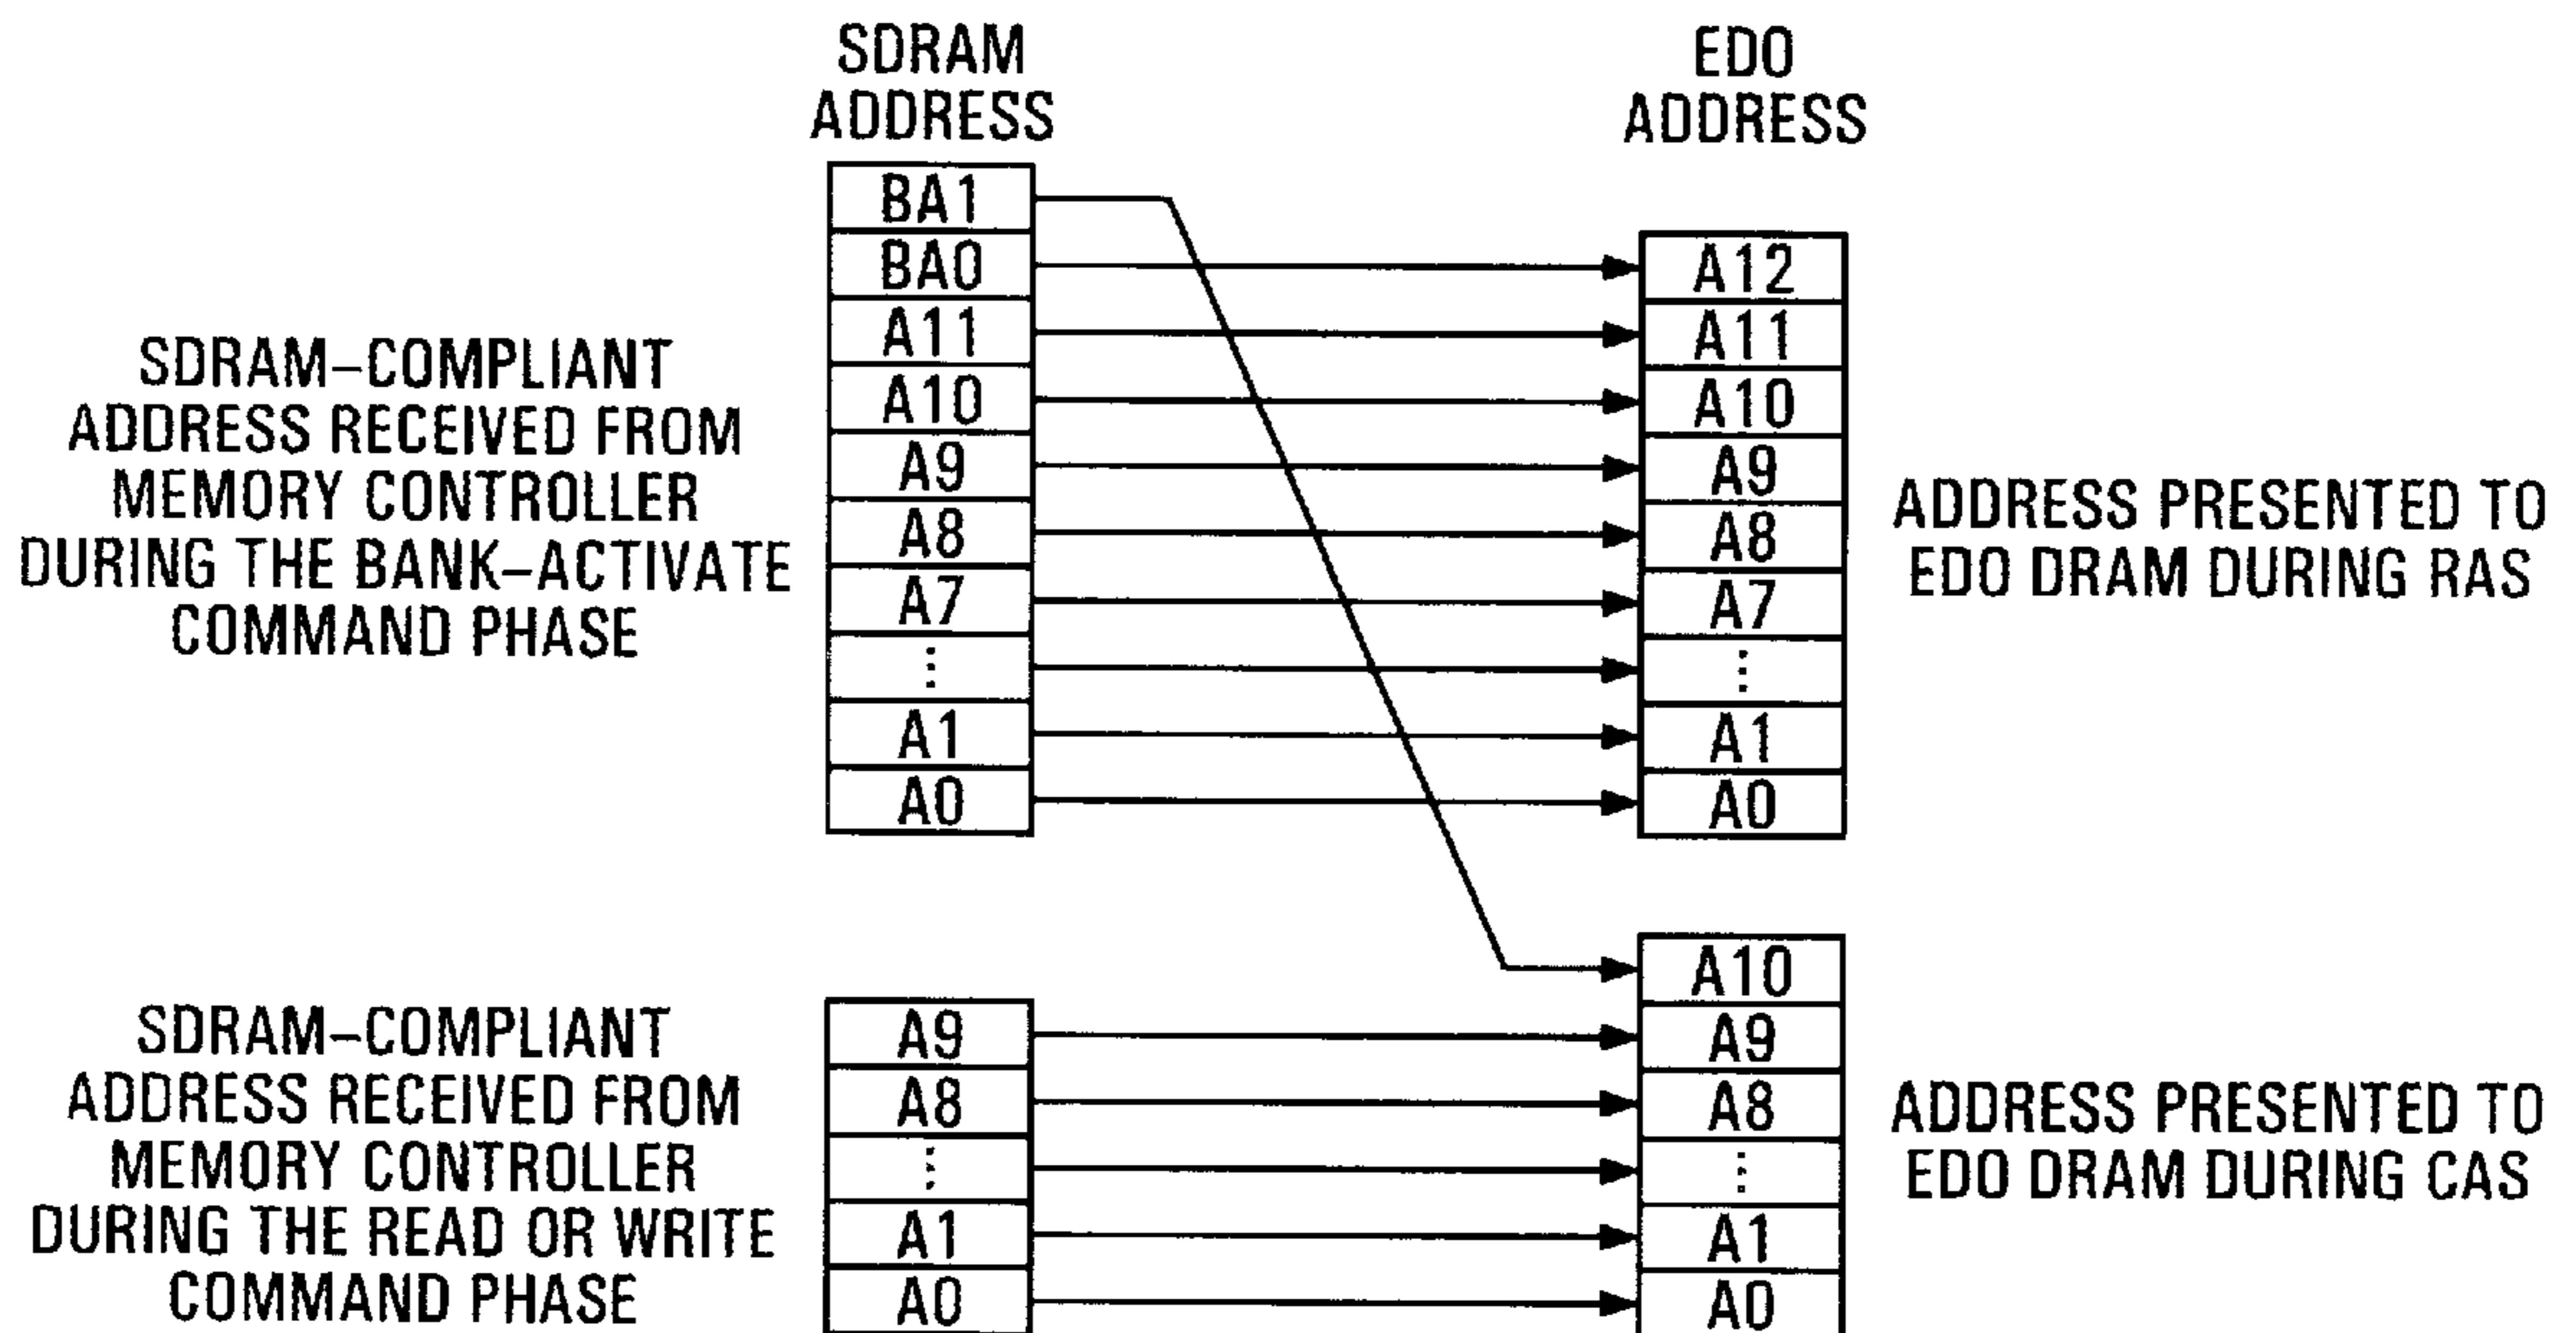 SDRAM
ADDRESS
EDO
ADDRESS
SDRAM-COMPLIANT
ADDRESS RECEIVED FROM
MEMORY CONTROLLER
DURING THE BANK-ACTIVATE
COMMAND PHASE
BA1
BA0
A11
A10
A9
A8
A7
⋮
A1
A0
A12
A11
A10
A9
A8
A7
⋮
A1
A0
ADDRESS PRESENTED TO
EDO DRAM DURING RAS
SDRAM-COMPLIANT
ADDRESS RECEIVED FROM
MEMORY CONTROLLER
DURING THE READ OR WRITE
COMMAND PHASE
A9
A8
⋮
A1
A0
A10
A9
A8
⋮
A1
A0
ADDRESS PRESENTED TO
EDO DRAM DURING CAS